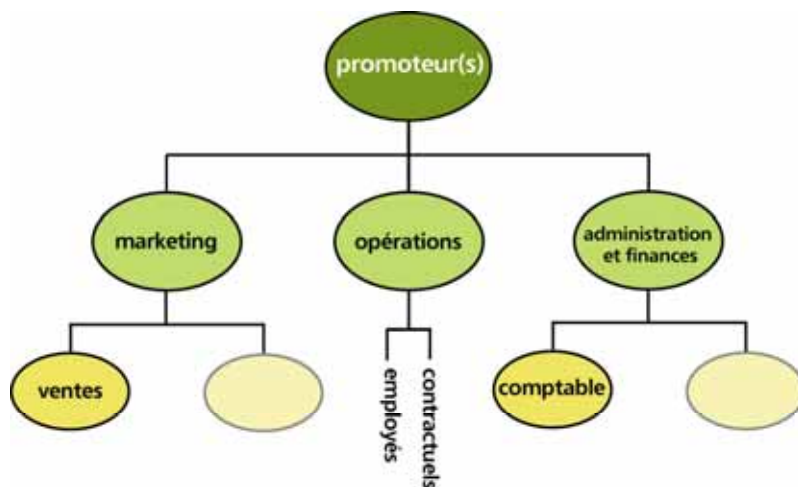 promoteur(s)
marketing
opérations
administration
et finances
ventes
employés
contractuels
comptable